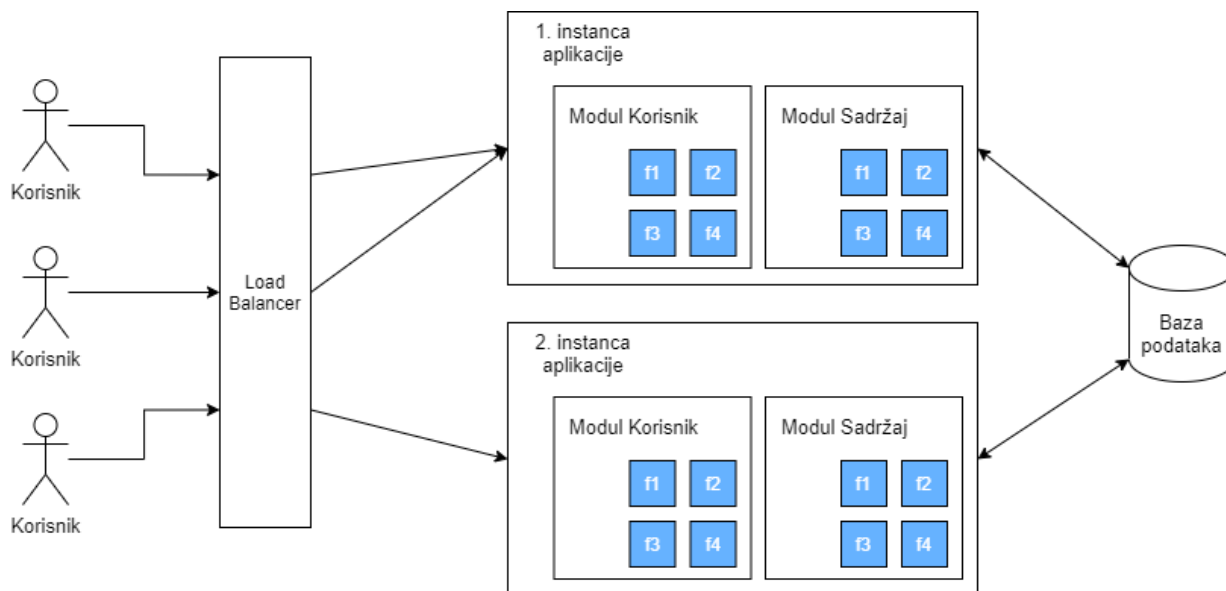 Korisnik
Korisnik
Korisnik
Load
Balancer
1. instanca
aplikacije
Modul Korisnik
f1 f2
f3 f4
Modul Sadržaj
f1 f2
f3 f4
2. instanca
aplikacije
Modul Korisnik
f1 f2
f3 f4
Modul Sadržaj
f1 f2
f3 f4
Baza
podataka